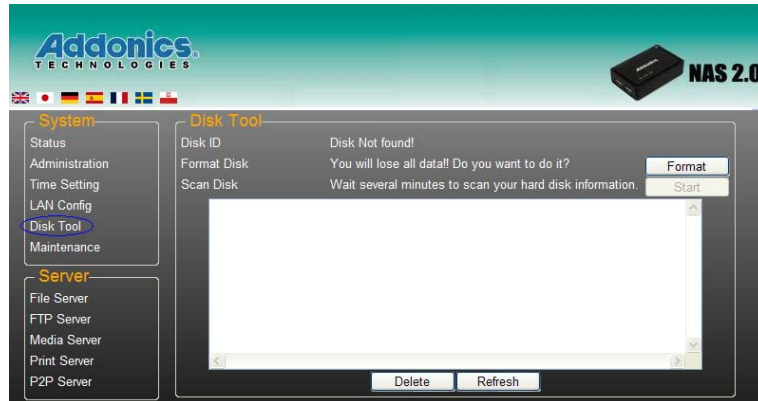 Addonics
TECHNOLOGIES
NAS 2.0
System
Status
Administration
Time Setting
LAN Config
Disk Tool
Maintenance
Server
File Server
FTP Server
Media Server
Print Server
P2P Server
Disk Tool
Disk ID Disk Not found!
Format Disk You will lose all data!! Do you want to do it? Format
Scan Disk Wait several minutes to scan your hard disk information. Start
Delete Refresh